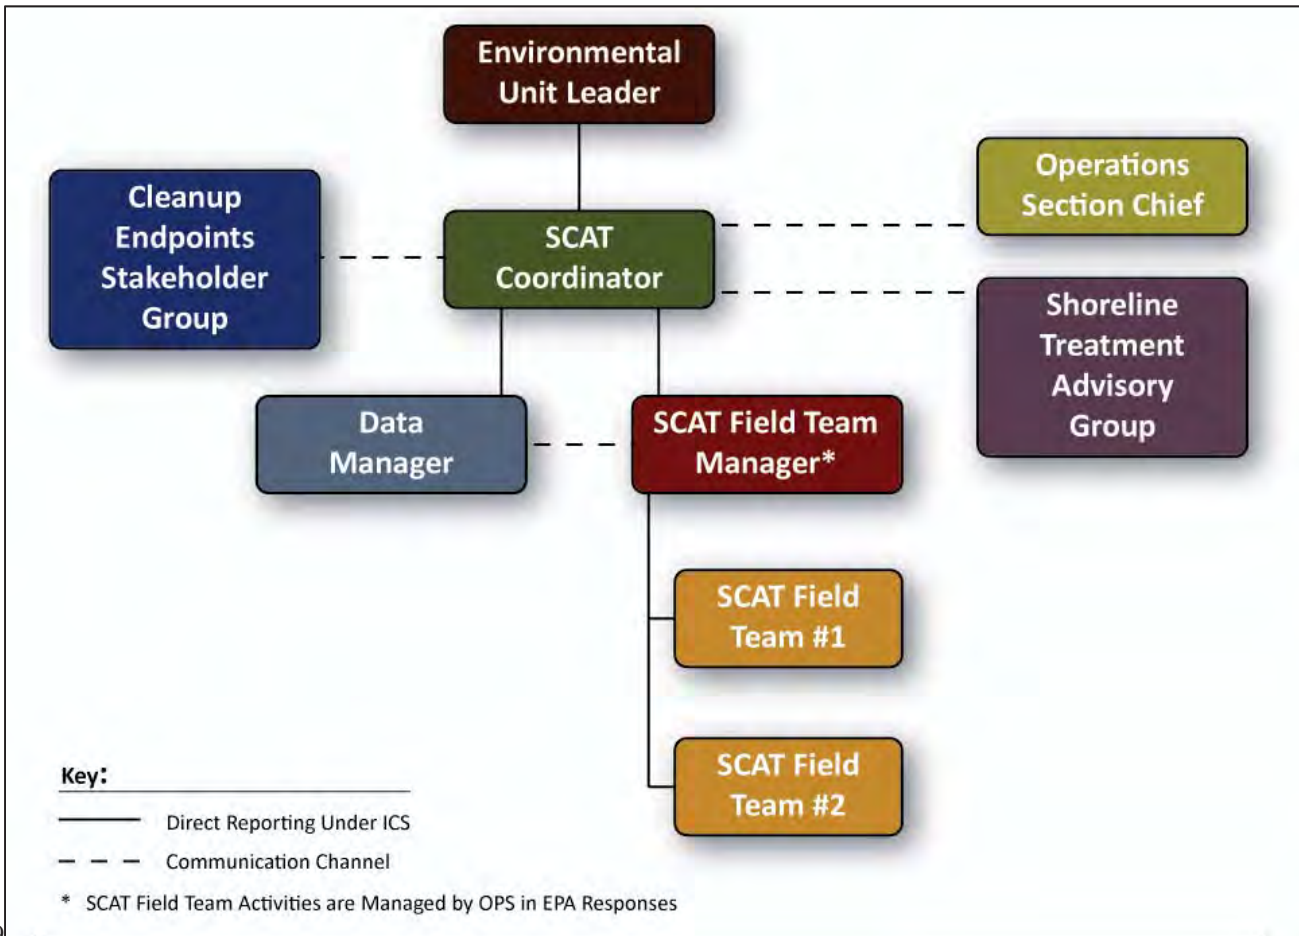 Environmental
Unit Leader
Operations
Section Chief
Cleanup
Endpoints
Stakeholder
Group
SCAT
Coordinator
Shoreline
Treatment
Advisory
Group
Data
Manager
SCAT Field Team
Manager*
SCAT Field
Team #1
SCAT Field
Team #2
Key:
Direct Reporting Under ICS
Communication Channel
* SCAT Field Team Activities are Managed by OPS in EPA Responses